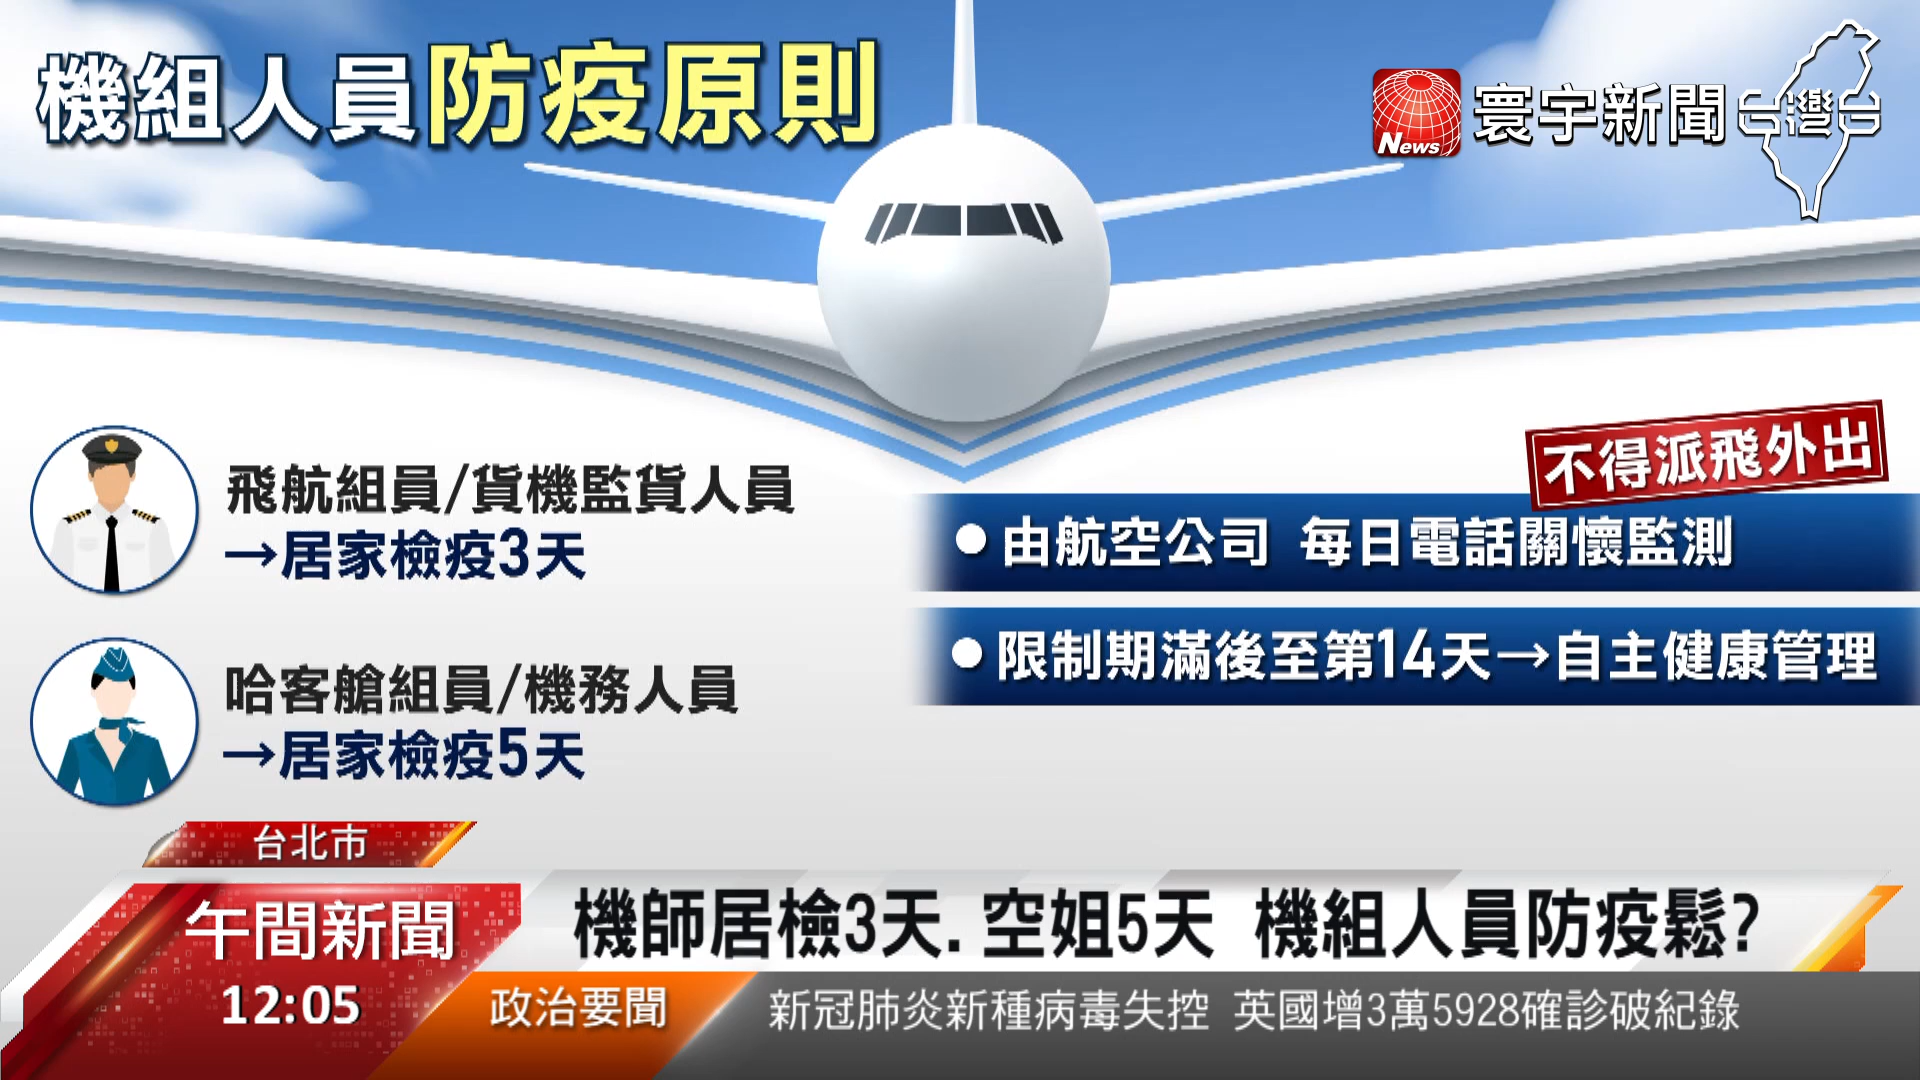 機組人員防疫原則
News 寰宇新聞 台灣台
飛航組員/貨機監貨人員
→居家檢疫3天
哈客艙組員/機務人員
→居家檢疫5天
不得派飛外出
●由航空公司 每日電話關懷監測
●限制期滿後至第14天→自主健康管理
台北市
午間新聞
機師居檢3天.空姐5天 機組人員防疫鬆?
12:05
政治要聞
新冠肺炎新種病毒失控 英國增3萬5928確診破紀錄